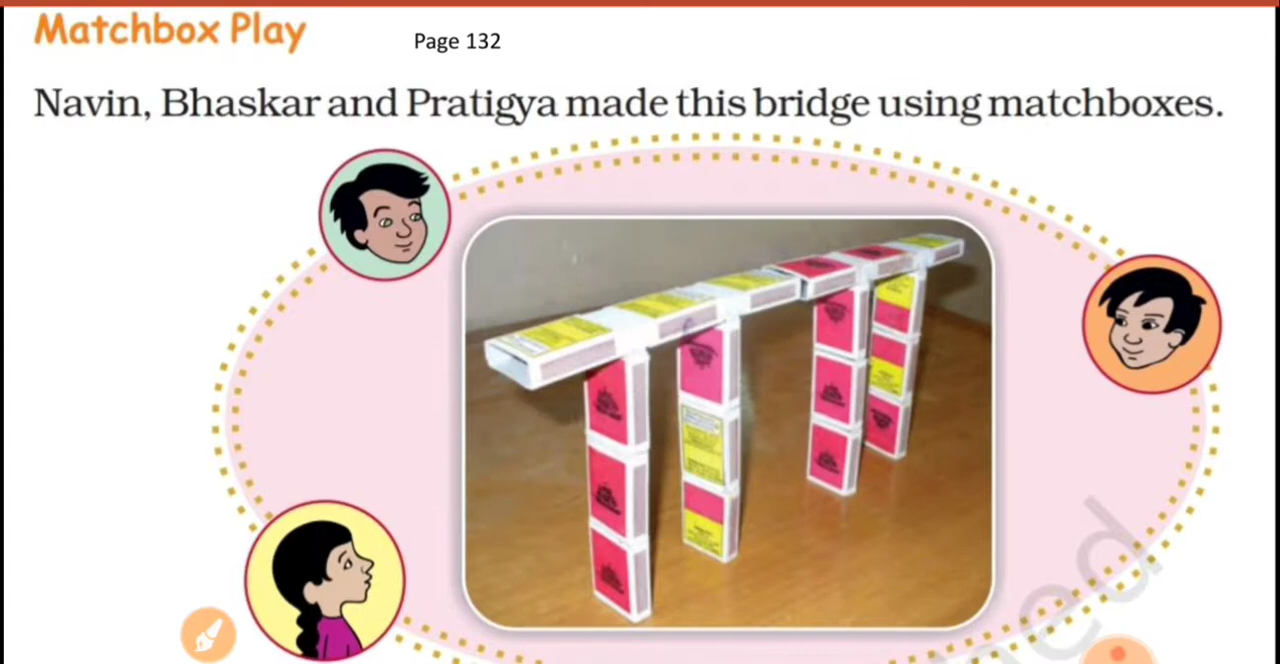 Matchbox Play
Page 132
Navin, Bhaskar and Pratigya made this bridge using matchboxes.